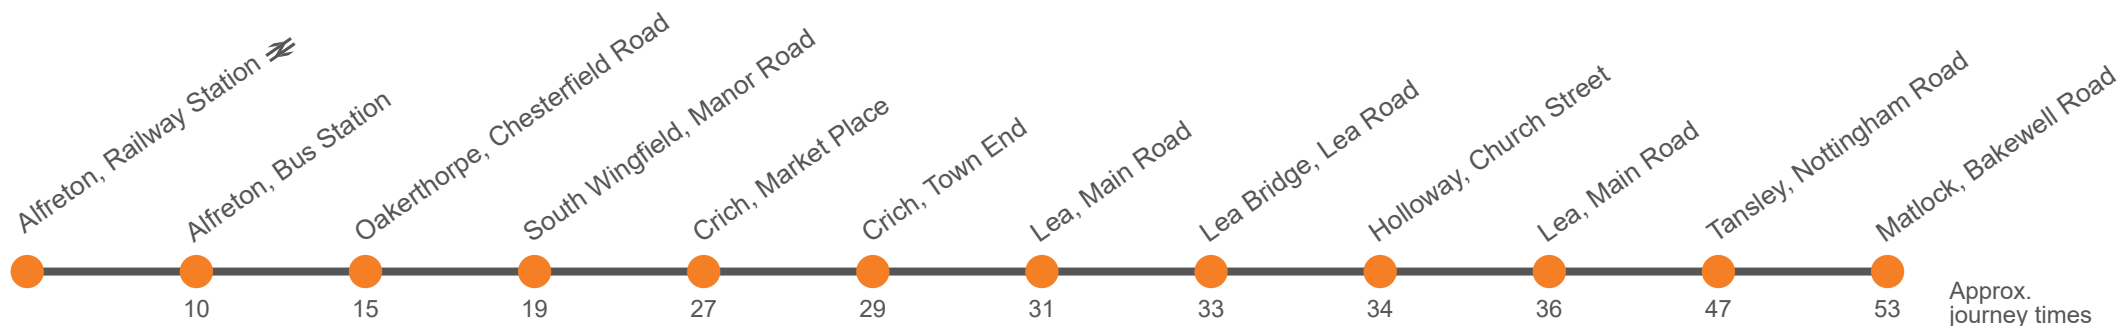 Alfreton, Railway Station
Alfreton, Bus Station
Oakerthorpe, Chesterfield Road
South Wingfield, Manor Road
Crich, Market Place
Crich, Town End
Lea, Main Road
Lea Bridge, Lea Road
Holloway, Church Street
Lea, Main Road
Tansley, Nottingham Road
Matlock, Bakewell Road
10
15
19
27
29
31
33
34
36
47
53
Approx.
journey times